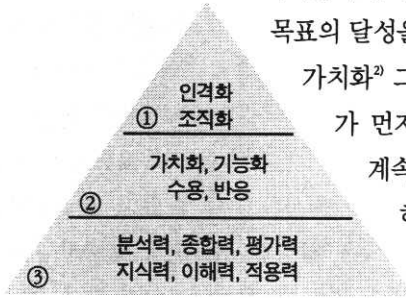 목표의 달성을
가치화²⁾ 그
가 먼저
계속
인격화
① 조직화
가치화, 기능화
수용, 반응
②
분석력, 종합력, 평가력
지식력, 이해력, 적용력
③